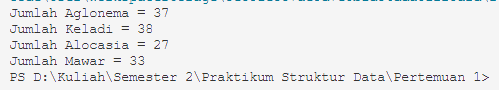 Jumlah Aglonema = 37
Jumlah Keladi = 38
Jumlah Alocasia = 27
Jumlah Mawar = 33
PS D:\Kuliah\Semester 2\Praktikum Struktur Data\Pertemuan 1>